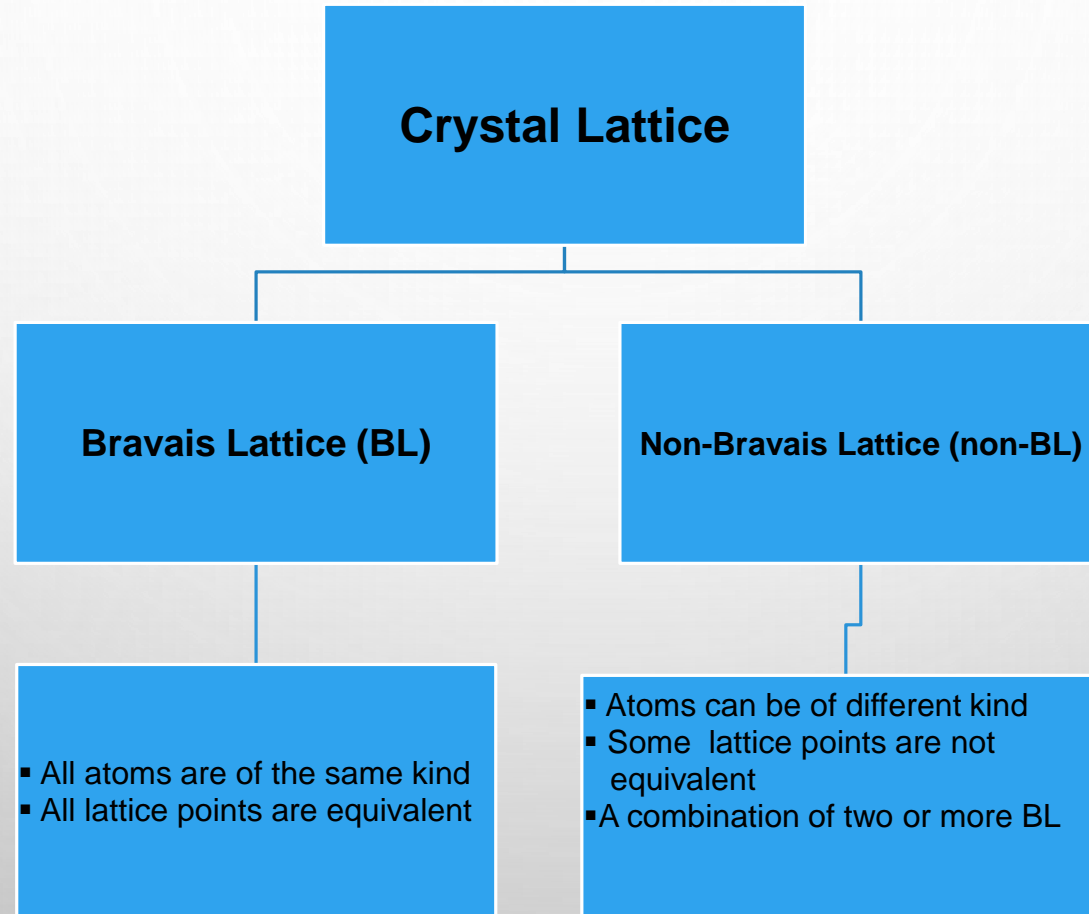 Crystal Lattice
Bravais Lattice (BL)
Non-Bravais Lattice (non-BL)
▪ All atoms are of the same kind
▪ All lattice points are equivalent
▪ Atoms can be of different kind
▪ Some lattice points are not
equivalent
▪A combination of two or more BL